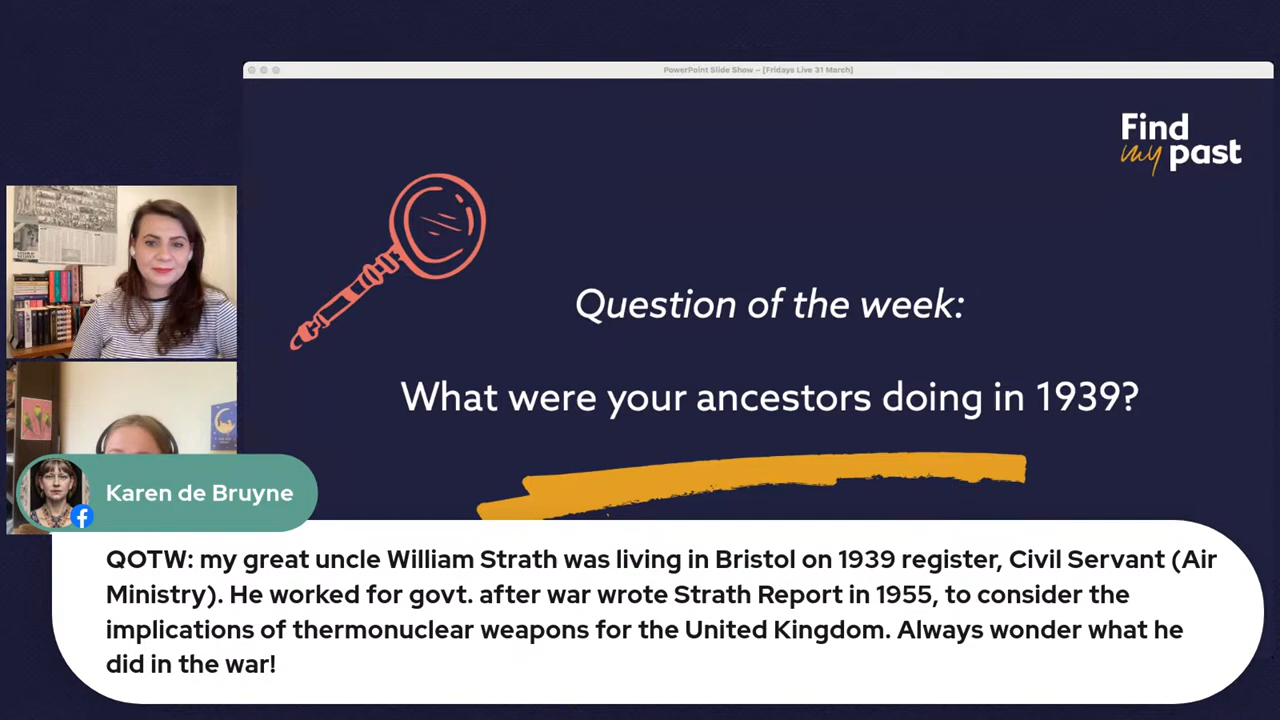 PowerPoint Slide Show – [Fridays Live 31 March]
Find
my past
Question of the week:
What were your ancestors doing in 1939?
Karen de Bruyne
QOTW: my great uncle William Strath was living in Bristol on 1939 register, Civil Servant (Air
Ministry). He worked for govt. after war wrote Strath Report in 1955, to consider the
implications of thermonuclear weapons for the United Kingdom. Always wonder what he
did in the war!